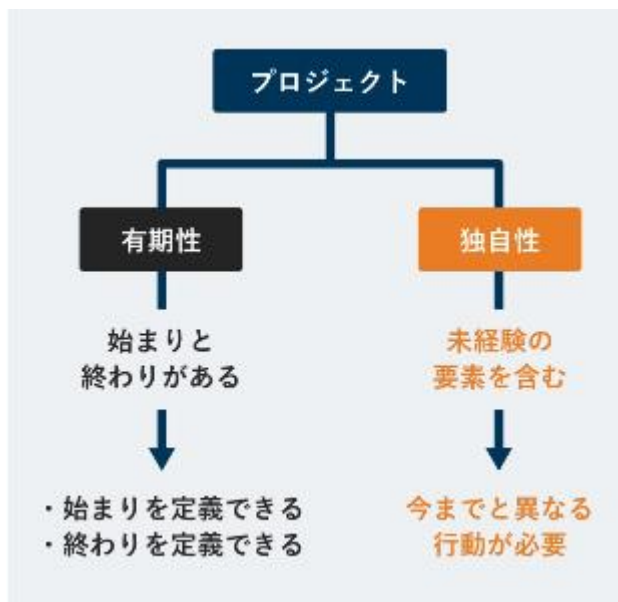 プロジェクト
有期性
独自性
始まりと
終わりがある
未経験の
要素を含む
・始まりを定義できる
・終わりを定義できる
今までと異なる
行動が必要